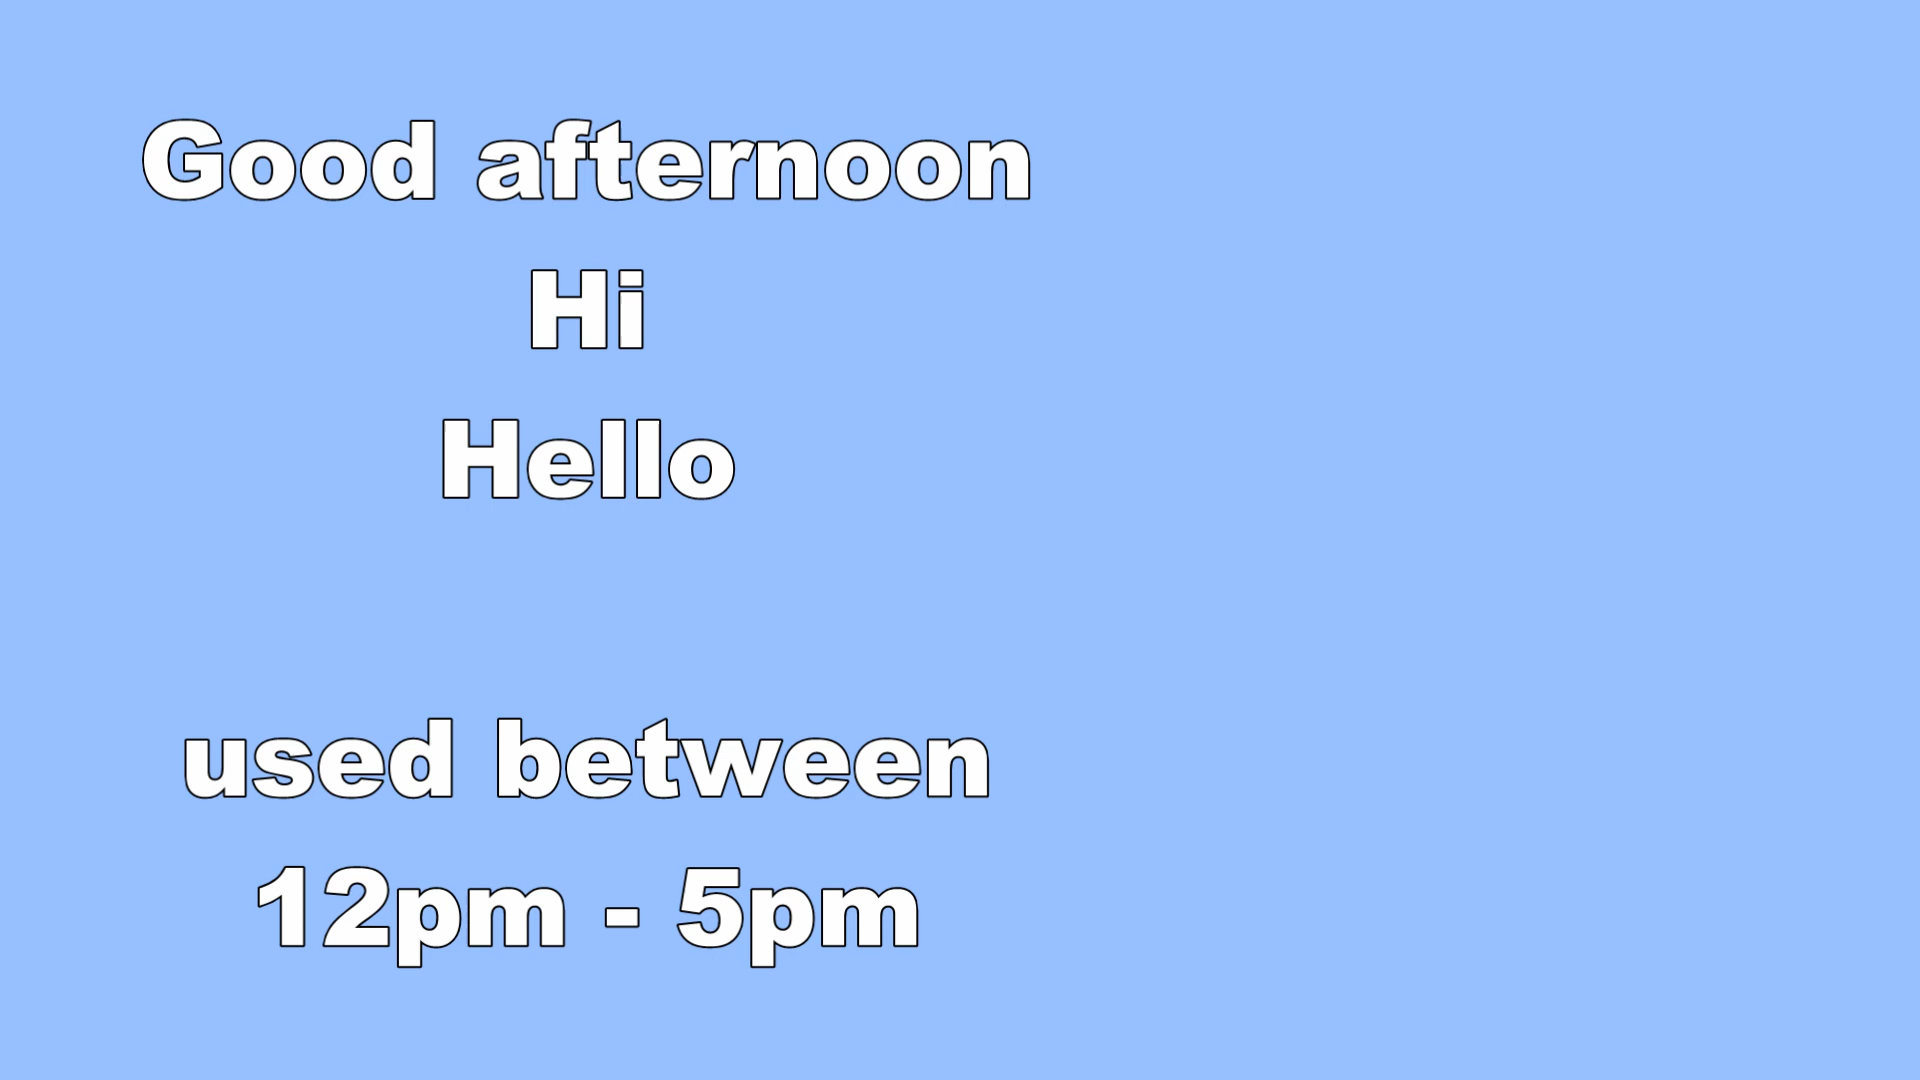 Good afternoon
Hi
Hello
used between
12pm - 5pm